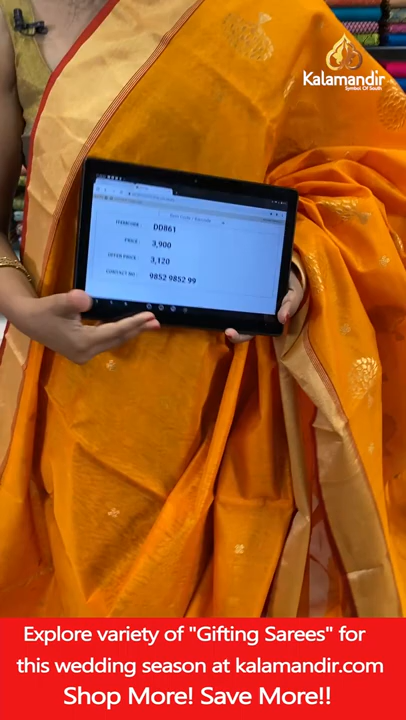 Kalamandir
Symbol Of South
DD861
PRICE : 3,900
OFFER PRICE 3,120
CONTACT NO : 9852 9852 99
Explore variety of "Gifting Sarees" for
this wedding season at kalamandir.com
Shop More! Save More!!